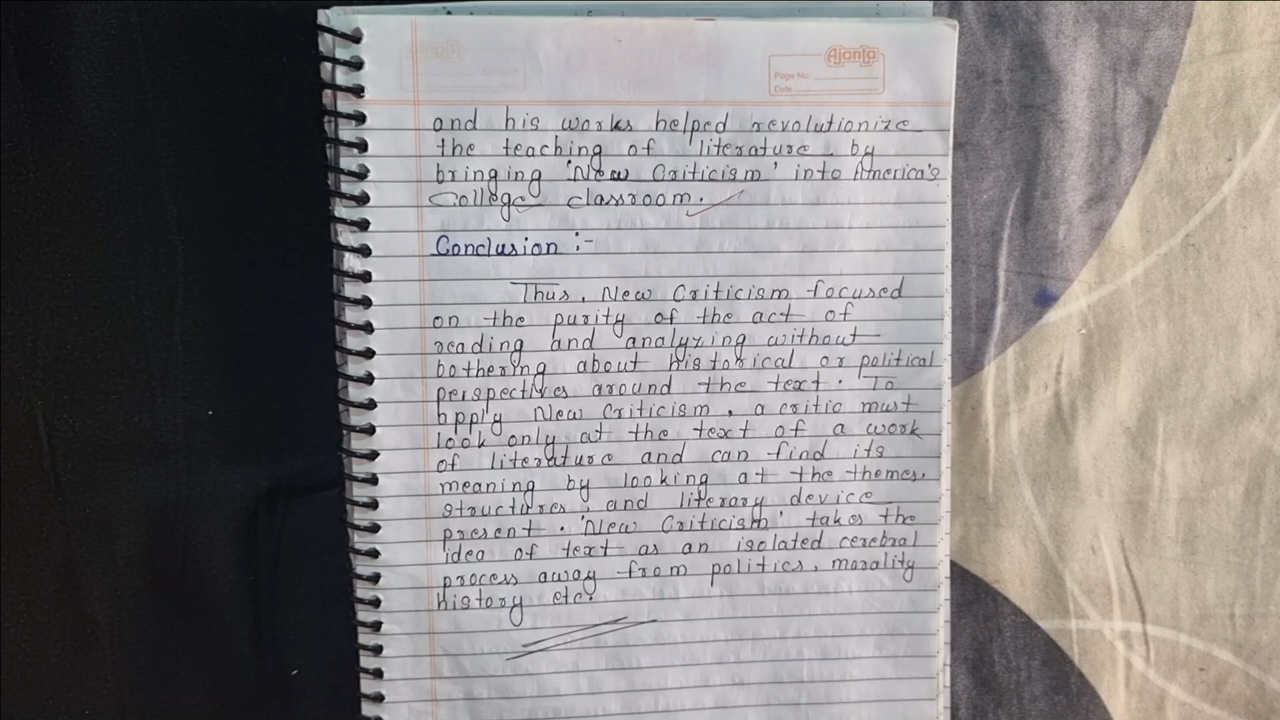 Ajanta
Page No.
Date
and his works helped revolutionize
the teaching of literature by
bringing 'New Criticism' into America's
College classroom.
Conclusion :-
Thus, New Criticism focused
on the purity of the act of
reading and analyzing without
bothering about historical or political
perspectives around the text. To
apply New Criticism, a critic must
look only at the text of a work
of literature and can find its
meaning by looking at the themes,
structures, and literary device
present. 'New Criticism' takes the
idea of text as an isolated cerebral
process away from politics, morality
history etc.